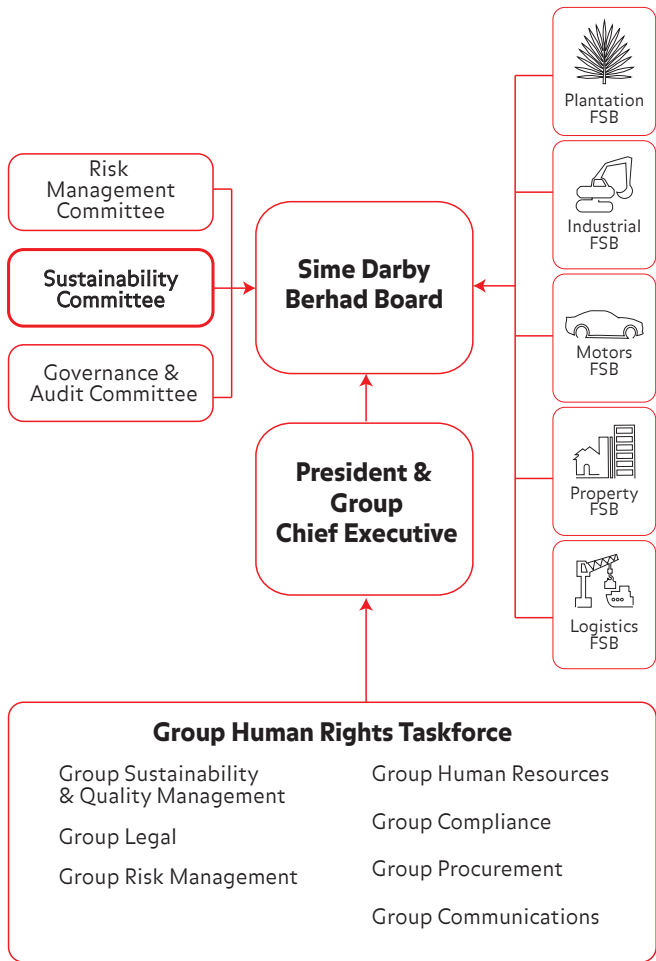 Risk
Management
Committee
Sustainability
Committee
Governance &
Audit Committee
Sime Darby
Berhad Board
President &
Group
Chief Executive
Plantation
FSB
Industrial
FSB
Motors
FSB
Property
FSB
Logistics
FSB
Group Human Rights Taskforce
Group Sustainability
& Quality Management
Group Legal
Group Risk Management
Group Human Resources
Group Compliance
Group Procurement
Group Communications